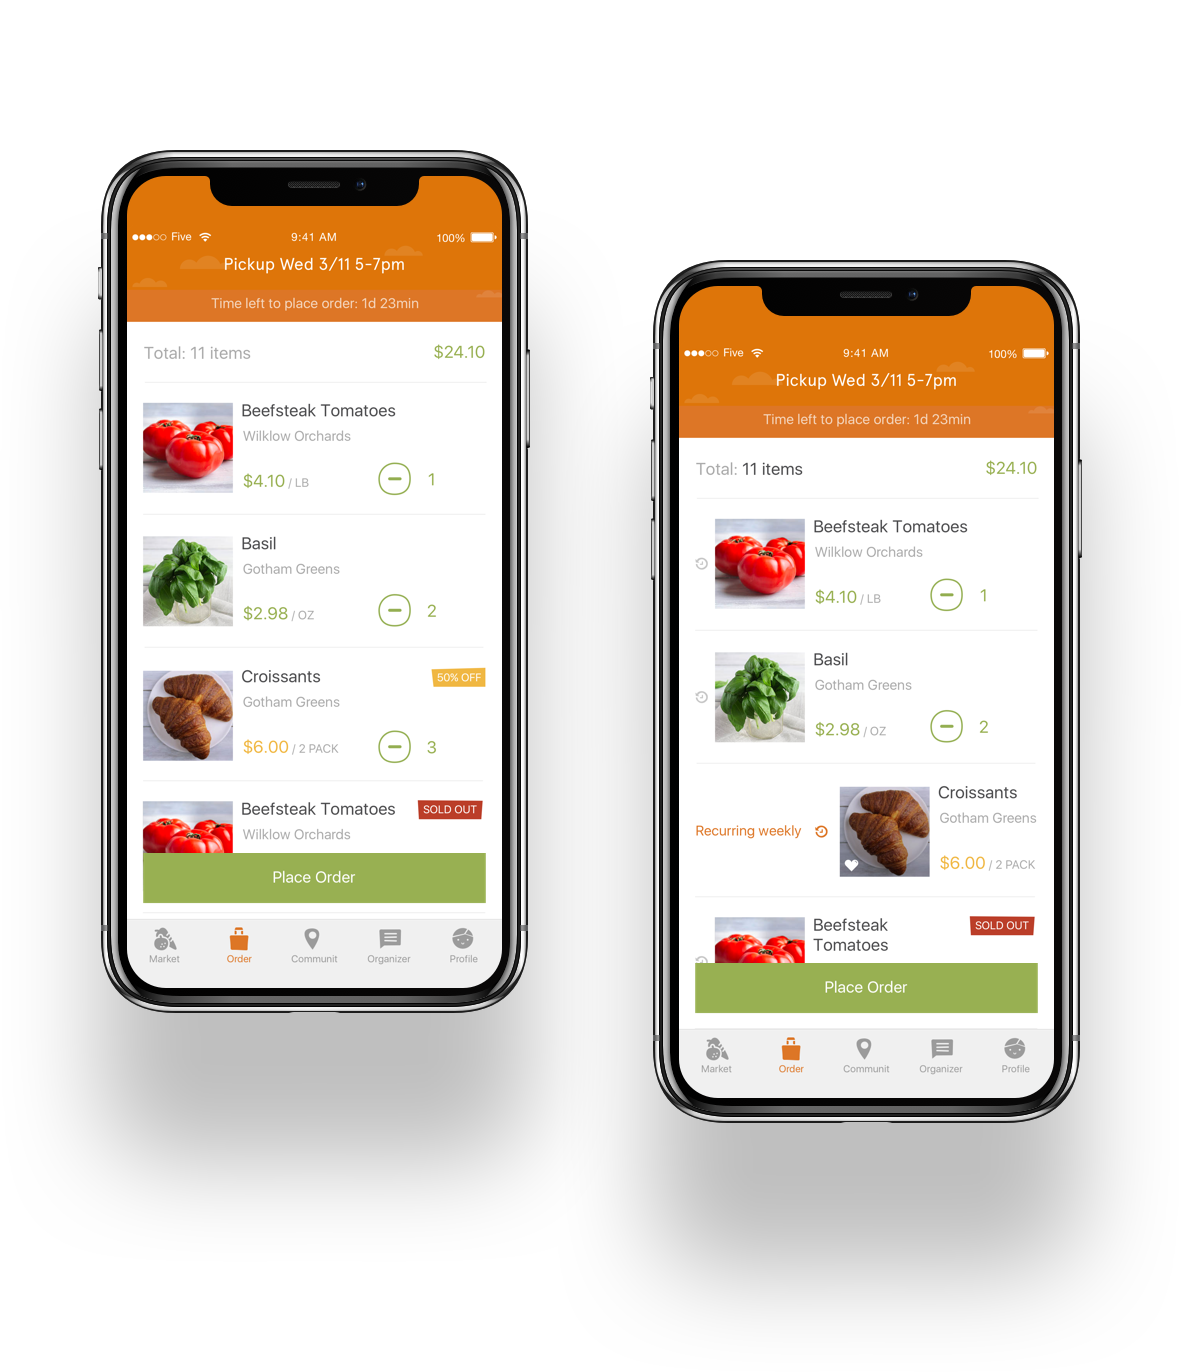 Five 9:41 AM 100%
Pickup Wed 3/11 5-7pm
Time left to place order: 1d 23min
Total: 11 items $24.10
Beefsteak Tomatoes
Wilklow Orchards
$4.10 / LB 1
Basil
Gotham Greens
$2.98 / OZ 2
Croissants 50% OFF
Gotham Greens
$6.00 / 2 PACK 3
Beefsteak Tomatoes SOLD OUT
Wilklow Orchards
Place Order
Market Order Communit Organizer Profile
Five 9:41 AM 100%
Pickup Wed 3/11 5-7pm
Time left to place order: 1d 23min
Total: 11 items $24.10
Beefsteak Tomatoes
Wilklow Orchards
$4.10 / LB 1
Basil
Gotham Greens
$2.98 / OZ 2
Croissants
Gotham Greens
Recurring weekly
$6.00 / 2 PACK
Beefsteak SOLD OUT
Tomatoes
Place Order
Market Order Communit Organizer Profile